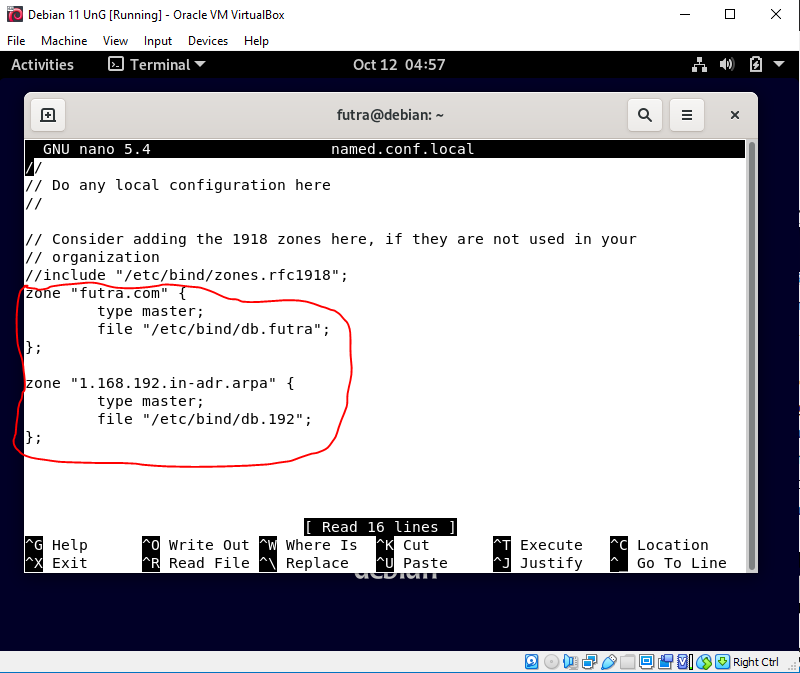 Debian 11 UnG [Running] - Oracle VM VirtualBox
File Machine View Input Devices Help
Activities Terminal Oct 12 04:57
futra@debian: ~
GNU nano 5.4 named.conf.local
//
// Do any local configuration here
//
// Consider adding the 1918 zones here, if they are not used in your
// organization
//include "/etc/bind/zones.rfc1918";
zone "futra.com" {
type master;
file "/etc/bind/db.futra";
};
zone "1.168.192.in-adr.arpa" {
type master;
file "/etc/bind/db.192";
};
[ Read 16 lines ]
^G Help ^O Write Out ^W Where Is ^K Cut ^T Execute ^C Location
^X Exit ^R Read File ^\ Replace ^U Paste ^J Justify ^_ Go To Line
debian
Right Ctrl